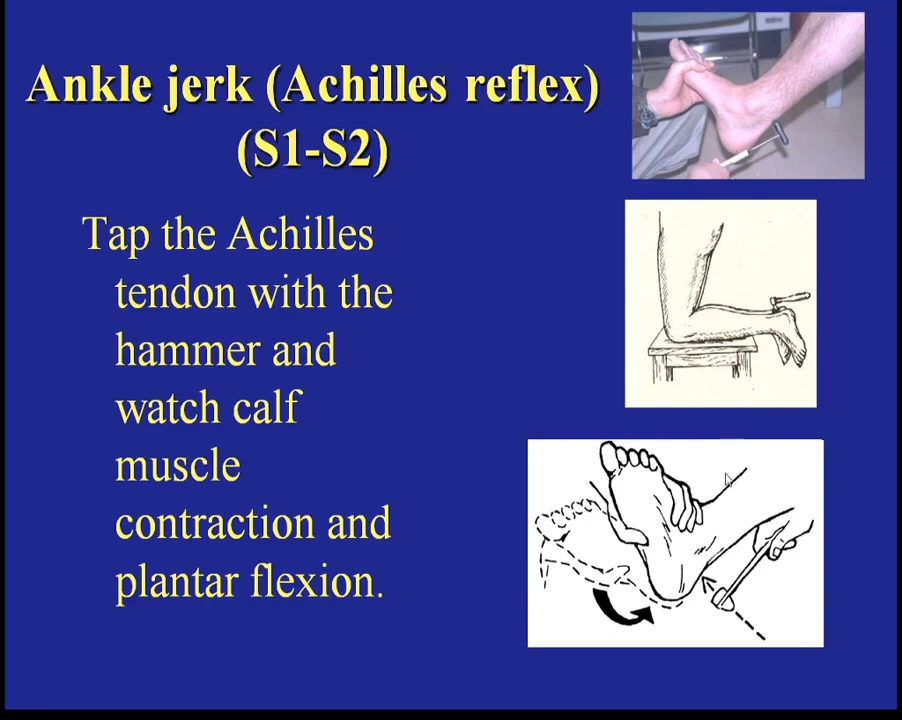 Ankle jerk (Achilles reflex)
(S1-S2)
Tap the Achilles
tendon with the
hammer and
watch calf
muscle
contraction and
plantar flexion.